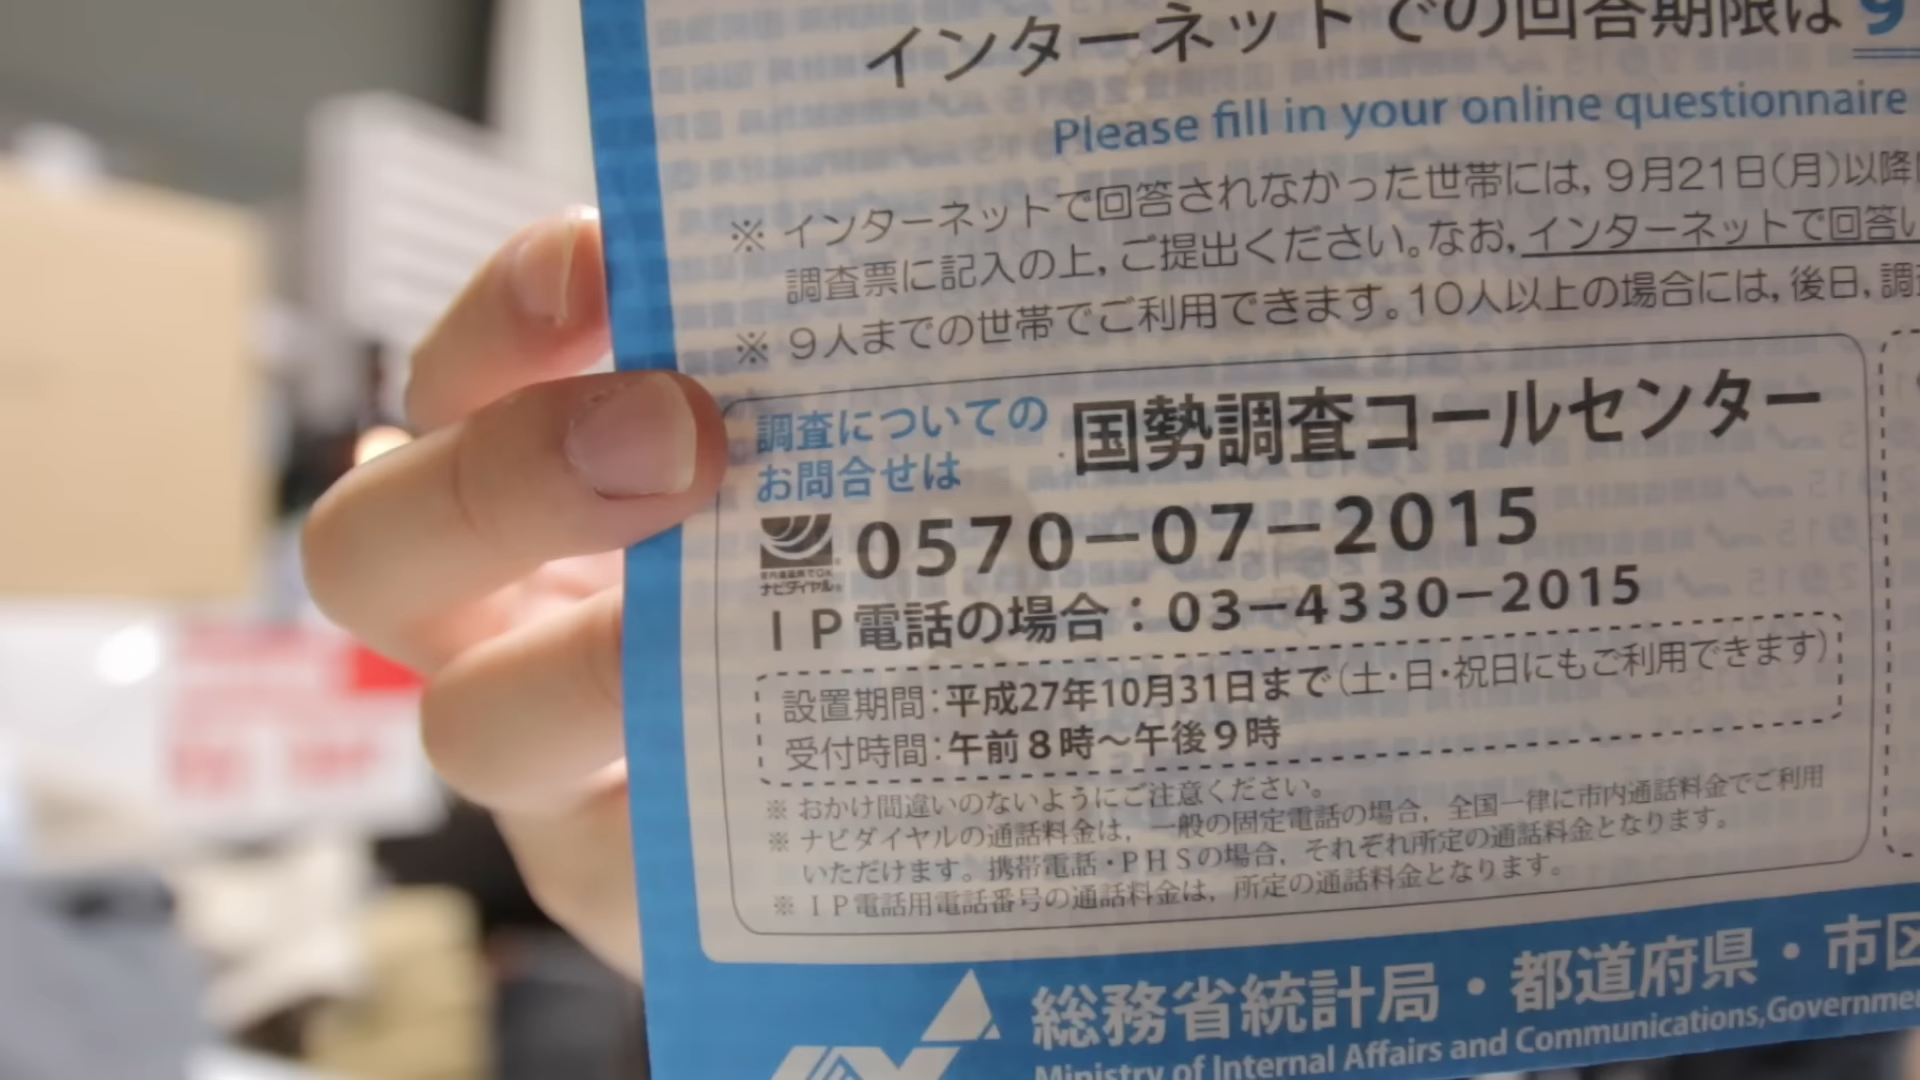 インターネットでの回答期限は 9
Please fill in your online questionnaire
※ インターネットで回答されなかった世帯には, 9月21日(月)以降
調査票に記入の上, ご提出ください。なお, インターネットで回答い
※ 9人までの世帯でご利用できます。10人以上の場合には, 後日, 調査
調査についての
お問合せは
国勢調査コールセンター
ナビダイヤル
0570-07-2015
IP電話の場合：03-4330-2015
設置期間：平成27年10月31日まで(土・日・祝日にもご利用できます)
受付時間：午前8時～午後9時
※ おかけ間違いのないようにご注意ください。
※ ナビダイヤルの通話料金は, 一般の固定電話の場合, 全国一律に市内通話料金でご利用
いただけます。携帯電話・PHSの場合, それぞれ所定の通話料金となります。
※ IP電話用電話番号の通話料金は, 所定の通話料金となります。
総務省統計局・都道府県・市区
Ministry of Internal Affairs and Communications,Governme